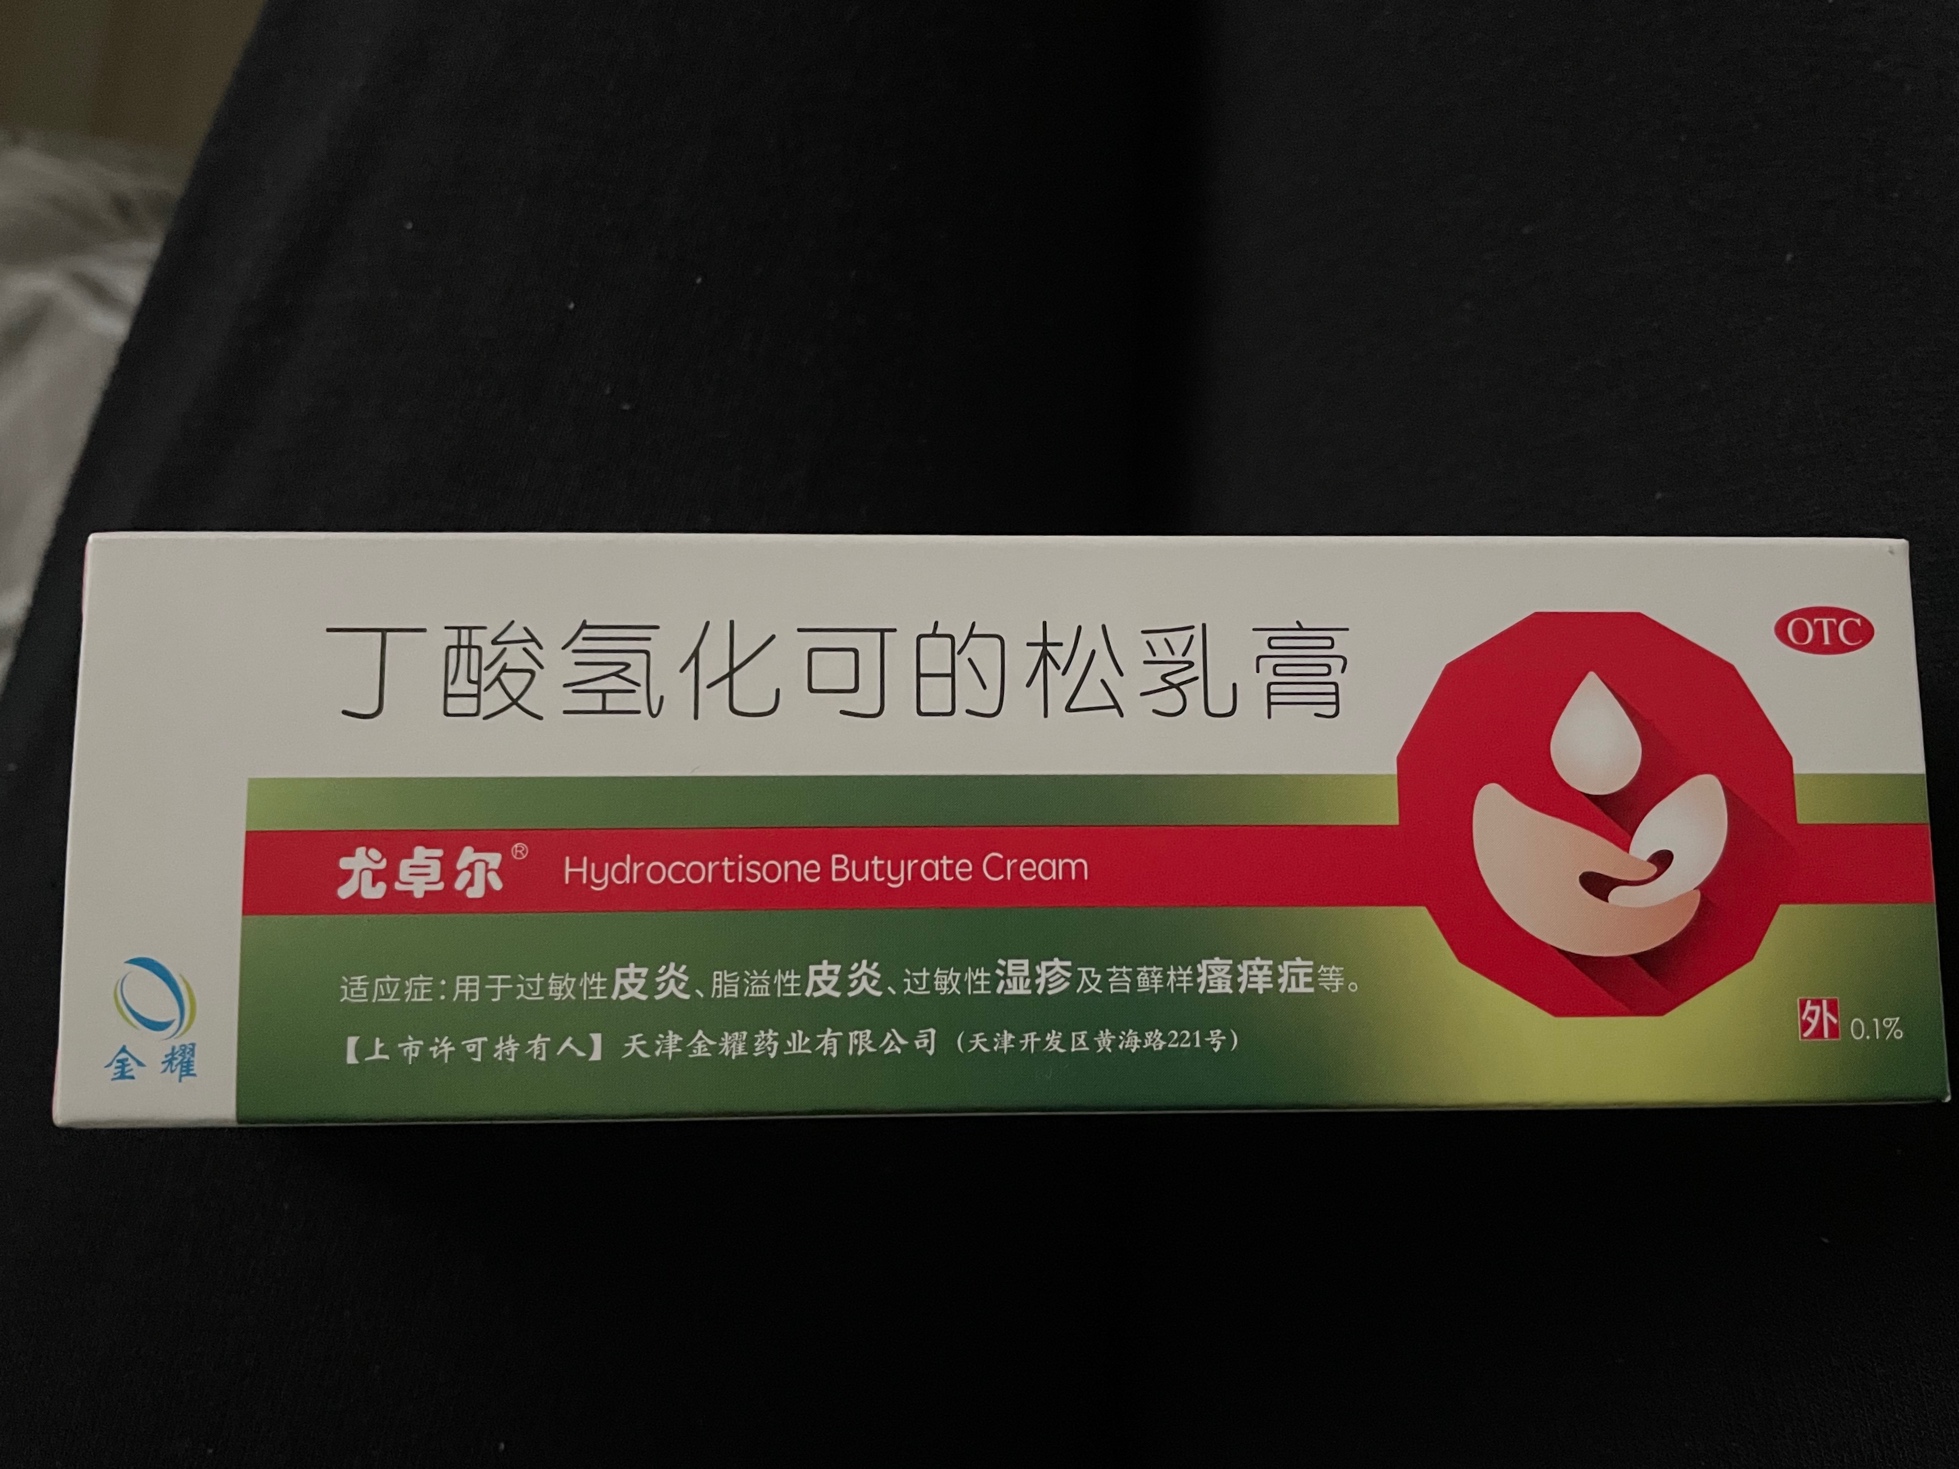 丁酸氢化可的松乳膏
OTC
尤卓尔® Hydrocortisone Butyrate Cream
适应症：用于过敏性皮炎、脂溢性皮炎、过敏性湿疹及苔藓样瘙痒症等。
【上市许可持有人】天津金耀药业有限公司（天津开发区黄海路221号）
金耀
外 0.1%